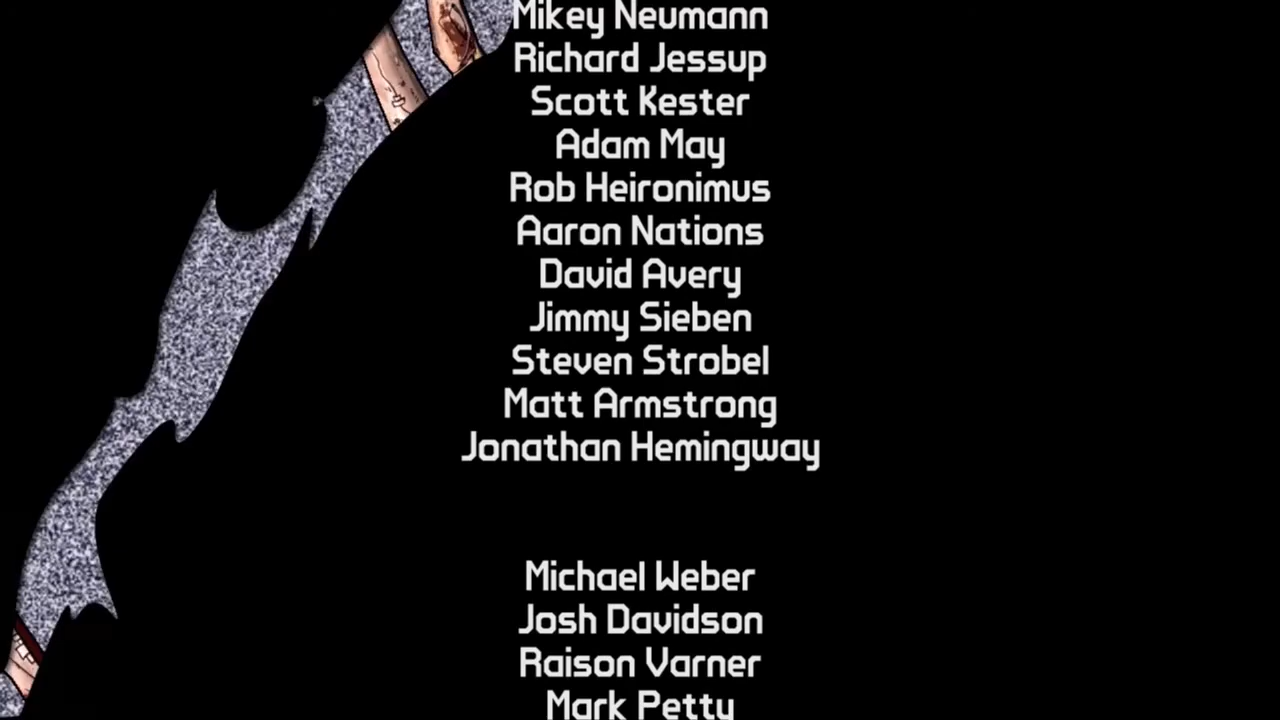 Mikey Neumann
Richard Jessup
Scott Kester
Adam May
Rob Heironimus
Aaron Nations
David Avery
Jimmy Sieben
Steven Strobel
Matt Armstrong
Jonathan Hemingway
Michael Weber
Josh Davidson
Raison Varner
Mark Petty